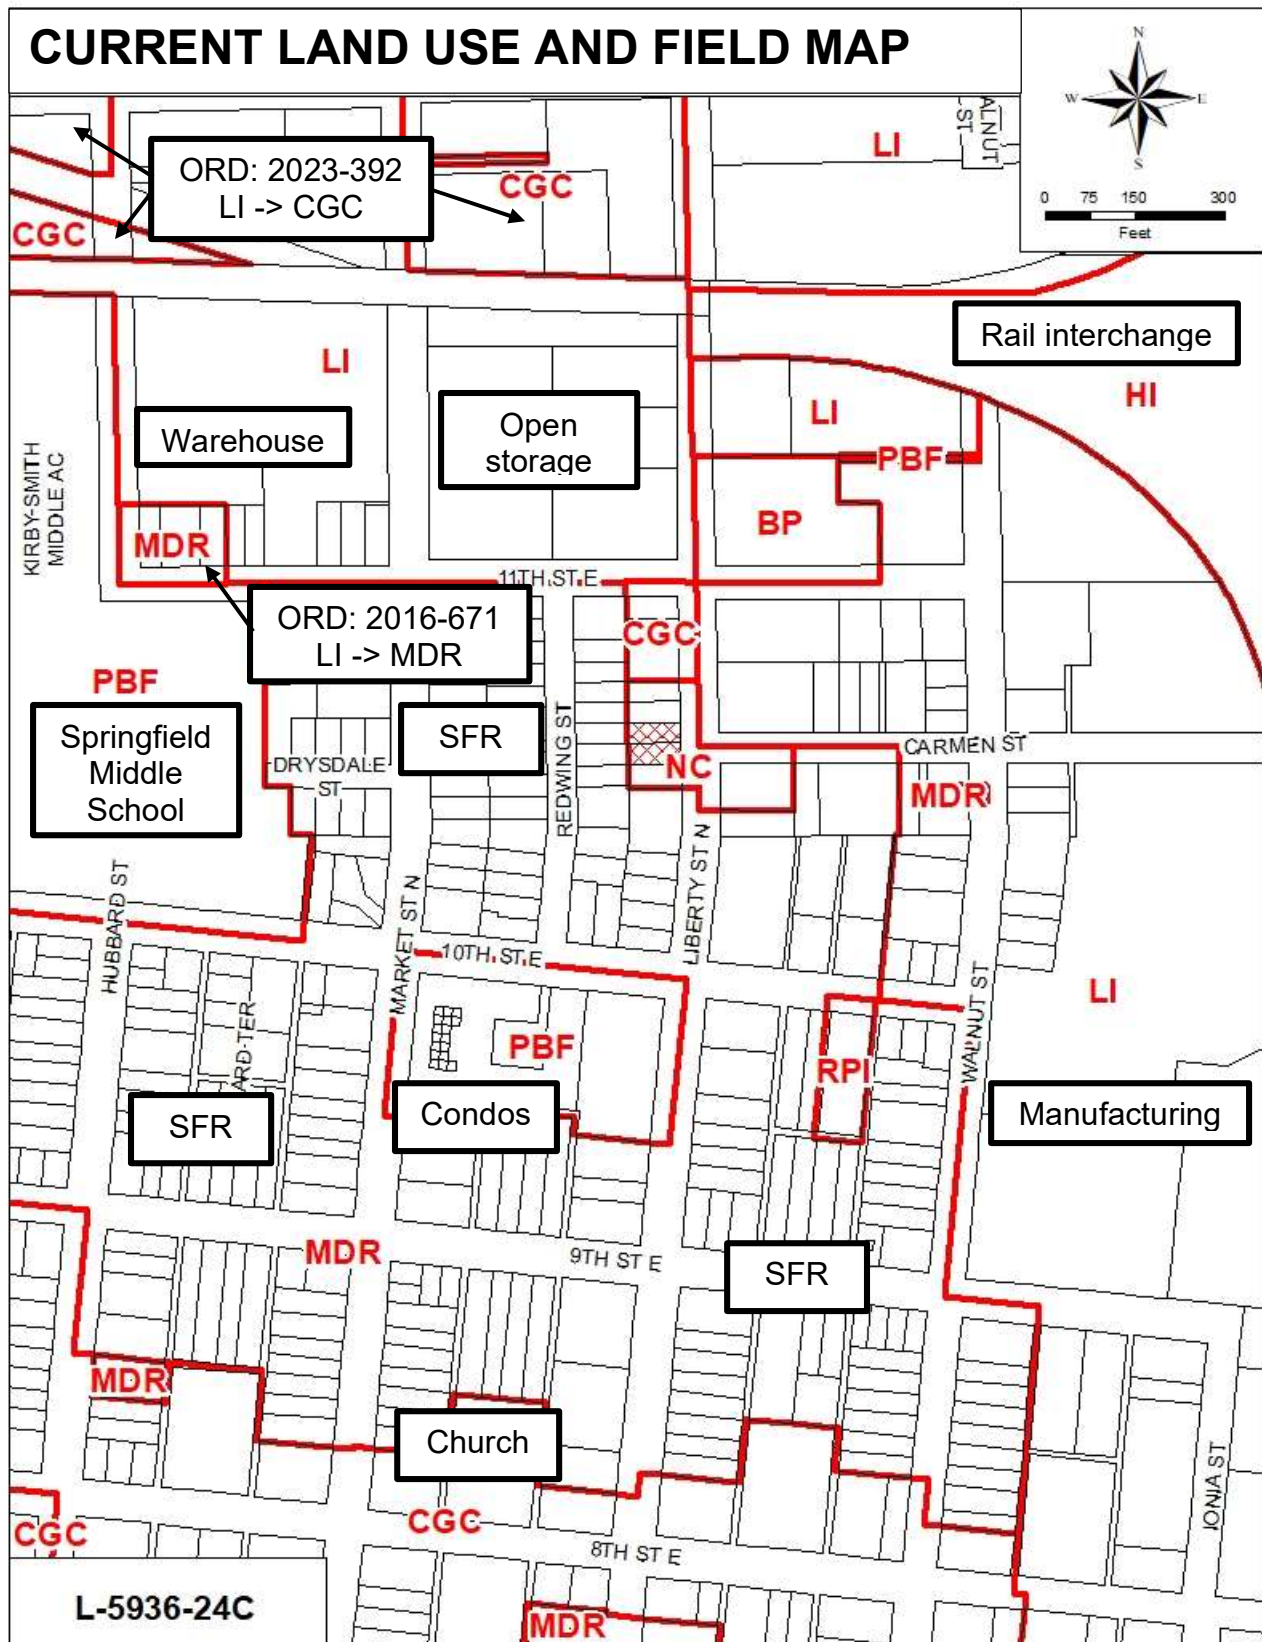 CURRENT LAND USE AND FIELD MAP
N
W
E
S
0 75 150 300
Feet
ALNUT
ST
LI
ORD: 2023-392
LI -> CGC
CGC
CGC
Rail interchange
LI
HI
LI
Warehouse
Open
storage
PBF
BP
KIRBY-SMITH
MIDDLE AC
MDR
11TH ST E
ORD: 2016-671
LI -> MDR
CGC
PBF
Springfield
Middle
School
SFR
REDWING ST
DRYSDALE
ST
NC
CARMEN ST
MDR
LIBERTY ST N
HUBBARD ST
MARKET ST N
10TH ST E
WALNUT ST
LI
ARD-TER
PBF
RPI
SFR
Condos
Manufacturing
MDR
9TH ST E
SFR
MDR
Church
IONIA ST
CGC
CGC
8TH ST E
L-5936-24C
MDR